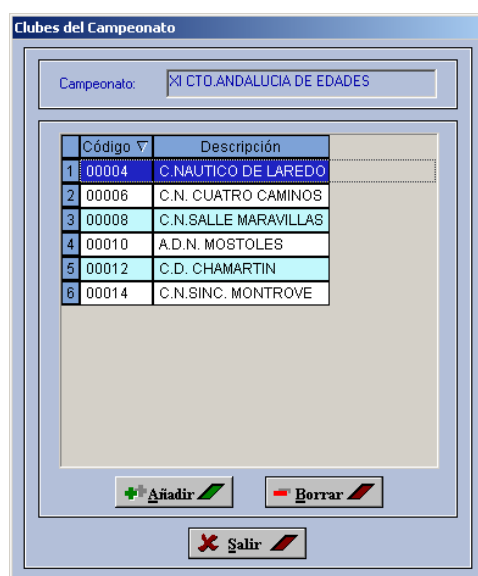 Clubes del Campeonato
Campeonato: XI CTO.ANDALUCIA DE EDADES
Código Descripción
1 00004 C.NAUTICO DE LAREDO
2 00006 C.N. CUATRO CAMINOS
3 00008 C.N.SALLE MARAVILLAS
4 00010 A.D.N. MOSTOLES
5 00012 C.D. CHAMARTIN
6 00014 C.N.SINC. MONTROVE
Añadir Borrar
Salir